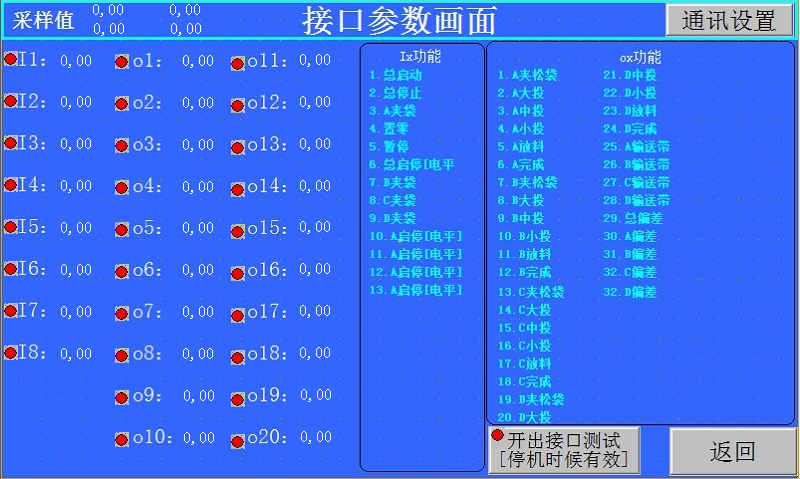 采样值 0,00 0,00 接口参数画面 通讯设置
0,00 0,00
I1: 0,00 o1: 0,00 o11: 0,00
I2: 0,00 o2: 0,00 o12: 0,00
I3: 0,00 o3: 0,00 o13: 0,00
I4: 0,00 o4: 0,00 o14: 0,00
I5: 0,00 o5: 0,00 o15: 0,00
I6: 0,00 o6: 0,00 o16: 0,00
I7: 0,00 o7: 0,00 o17: 0,00
I8: 0,00 o8: 0,00 o18: 0,00
o9: 0,00 o19: 0,00
o10: 0,00 o20: 0,00
Ix功能
1.总启动
2.总停止
3.A夹袋
4.置零
5.暂停
6.总启停[电平
7.B夹袋
8.C夹袋
9.D夹袋
10.A启停[电平]
11.A启停[电平]
12.A启停[电平]
13.A启停[电平]
ox功能
1.A夹松袋
2.A大投
3.A中投
4.A小投
5.A放料
6.A完成
7.B夹松袋
8.B大投
9.B中投
10.B小投
11.B放料
12.B完成
13.C夹松袋
14.C大投
15.C中投
16.C小投
17.C放料
18.C完成
19.D夹松袋
20.D大投
21.D中投
22.D小投
23.D放料
24.D完成
25.A输送带
26.B输送带
27.C输送带
28.D输送带
29.总偏差
30.A偏差
31.B偏差
32.C偏差
32.D偏差
开出接口测试
[停机时候有效]
返回